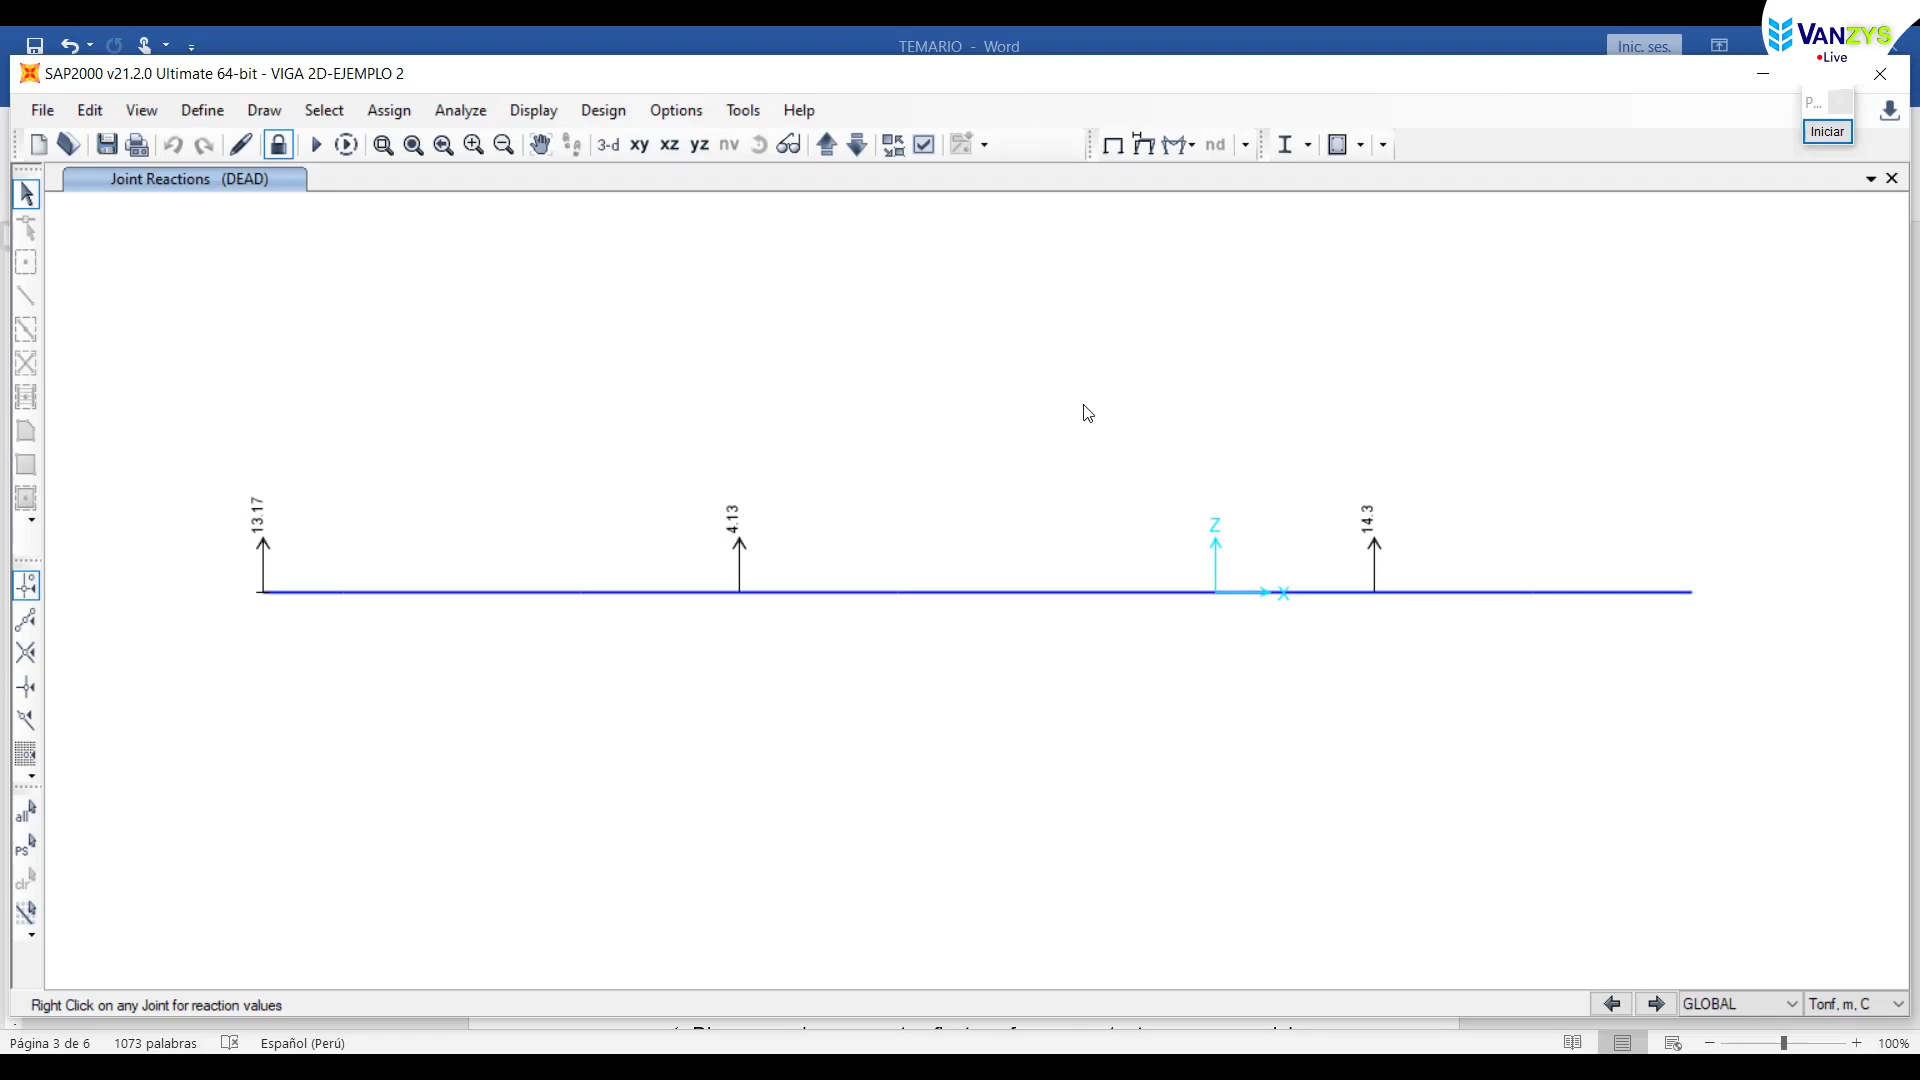 TEMARIO - Word
Inic. ses.
VANZYS
Live
SAP2000 v21.2.0 Ultimate 64-bit - VIGA 2D-EJEMPLO 2
P...
Iniciar
File Edit View Define Draw Select Assign Analyze Display Design Options Tools Help
3-d xy xz yz nv nd
Joint Reactions (DEAD)
13.17
4.13
Z
X
14.3
all
PS
clr
Right Click on any Joint for reaction values
GLOBAL
Tonf, m, C
Página 3 de 6 1073 palabras Español (Perú)
100%